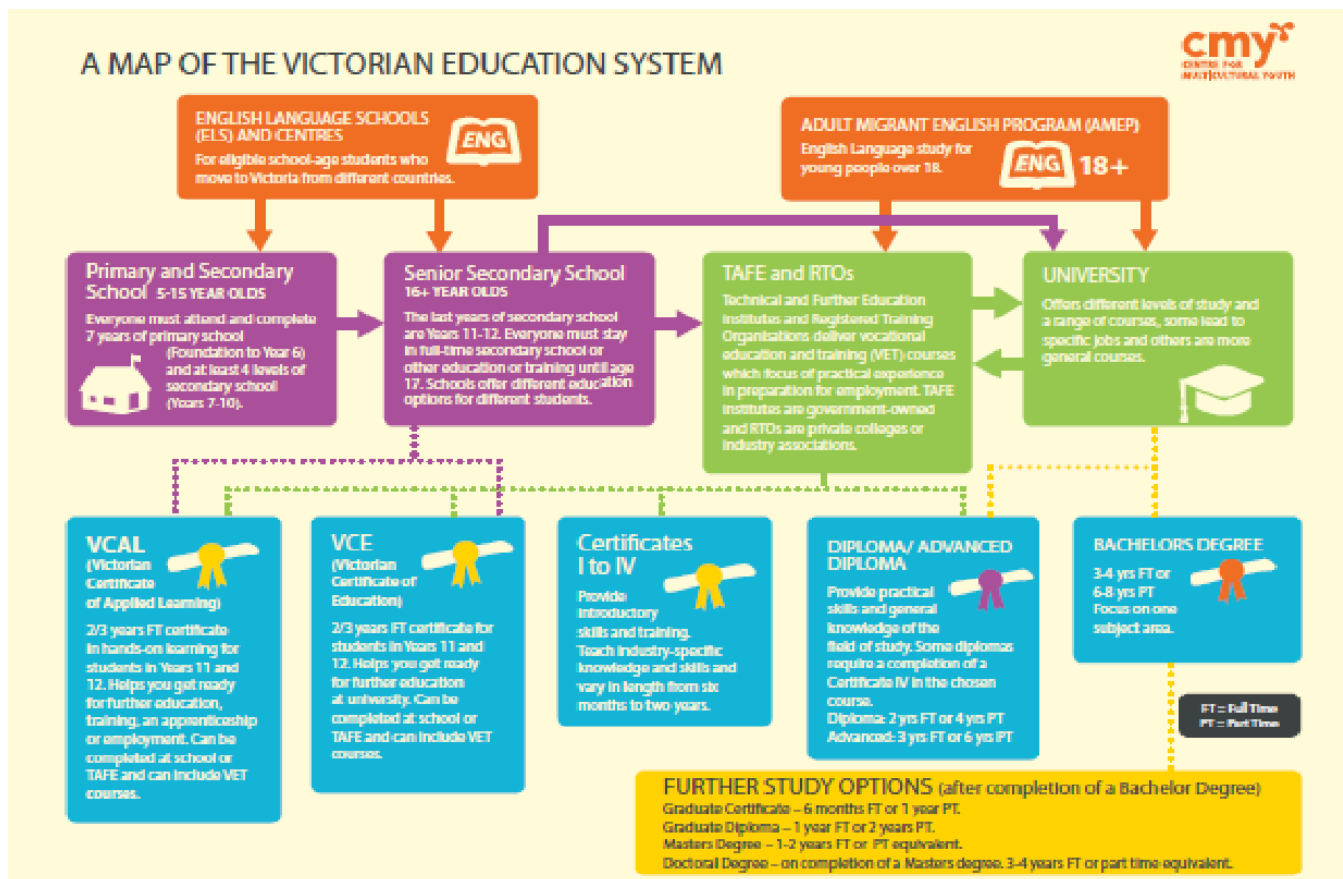 A MAP OF THE VICTORIAN EDUCATION SYSTEM
cmy
CENTRE FOR
MULTICULTURAL YOUTH
ENGLISH LANGUAGE SCHOOLS
(ELS) AND CENTRES
For eligible school-age students who
move to Victoria from different countries.
ENG
ADULT MIGRANT ENGLISH PROGRAM (AMEP)
English Language study for
young people over 18.
ENG
18+
Primary and Secondary
School 5-15 YEAR OLDS
Everyone must attend and complete
7 years of primary school
(Foundation to Year 6)
and at least 4 levels of
secondary school
(Years 7-10).
Senior Secondary School
16+ YEAR OLDS
The last years of secondary school
are Years 11-12. Everyone must stay
in full-time secondary school or
other education or training until age
17. Schools offer different education
options for different students.
TAFE and RTOs
Technical and Further Education
institutes and Registered Training
Organisations deliver vocational
education and training (VET) courses
which focus of practical experience
in preparation for employment. TAFE
institutes are government-owned
and RTOs are private colleges or
industry associations.
UNIVERSITY
Offers different levels of study and
a range of courses, some lead to
specific jobs and others are more
general courses.
VCAL
(Victorian
Certificate
of Applied Learning)
2/3 years FT certificate
in hands-on learning for
students in Years 11 and
12. Helps you get ready
for further education,
training, an apprenticeship
or employment. Can be
completed at school or
TAFE and can include VET
courses.
VCE
(Victorian
Certificate of
Education)
2/3 years FT certificate for
students in Years 11 and
12. Helps you get ready
for further education
at university. Can be
completed at school or
TAFE and can include VET
courses.
Certificates
I to IV
Provide
introductory
skills and training.
Teach industry-specific
knowledge and skills and
vary in length from six
months to two years.
DIPLOMA/ ADVANCED
DIPLOMA
Provide practical
skills and general
knowledge of the
field of study. Some diplomas
require a completion of a
Certificate IV in the chosen
course.
Diploma: 2 yrs FT or 4 yrs PT
Advanced: 3 yrs FT or 6 yrs PT
BACHELORS DEGREE
3-4 yrs FT or
6-8 yrs PT
Focus on one
subject area.
FT = Full Time
PT = Part Time
FURTHER STUDY OPTIONS (after completion of a Bachelor Degree)
Graduate Certificate – 6 months FT or 1 year PT.
Graduate Diploma – 1 year FT or 2 years PT.
Masters Degree – 1-2 years FT or PT equivalent.
Doctoral Degree – on completion of a Masters degree. 3-4 years FT or part time equivalent.